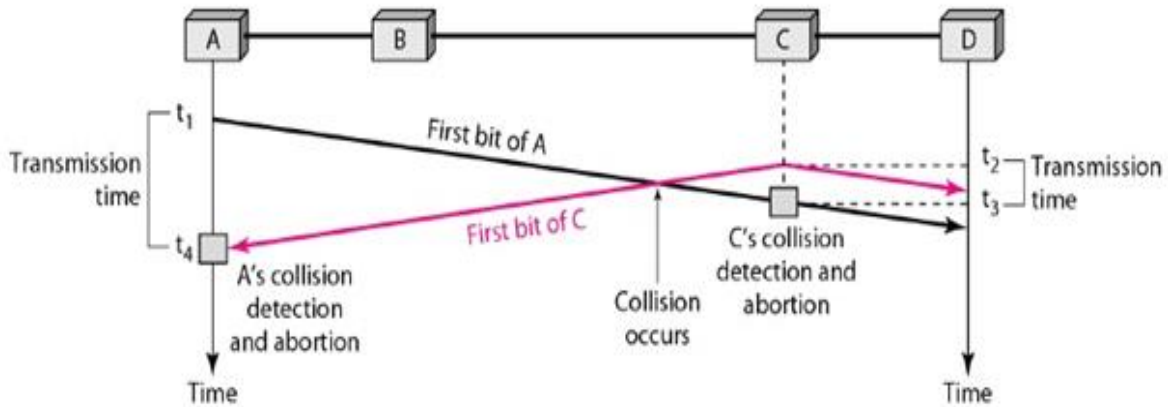 A
B
C
D
t1
First bit of A
Transmission
time
t2
Transmission
time
t3
First bit of C
t4
A's collision
detection
and abortion
Collision
occurs
C's collision
detection and
abortion
Time
Time